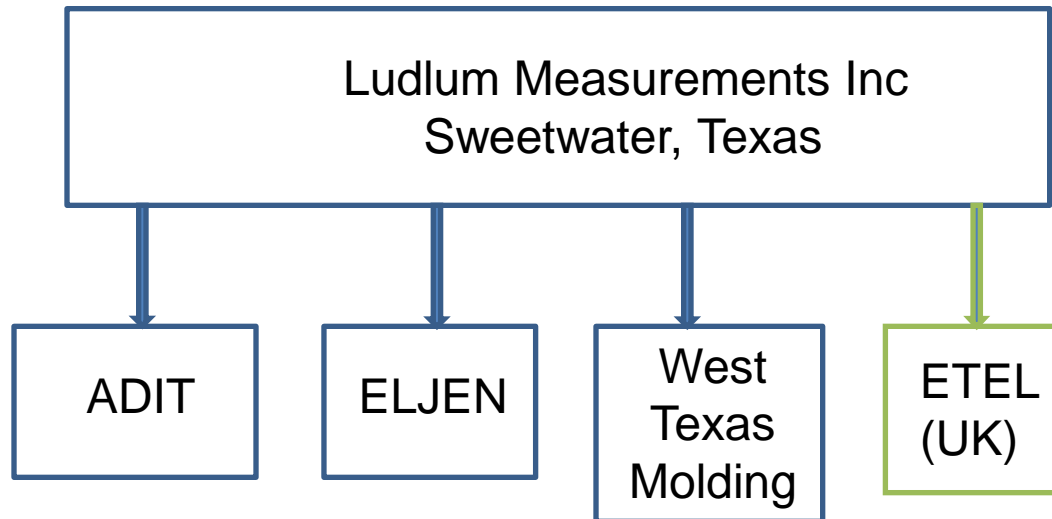 Ludlum Measurements Inc
Sweetwater, Texas
ADIT
ELJEN
West
Texas
Molding
ETEL
(UK)